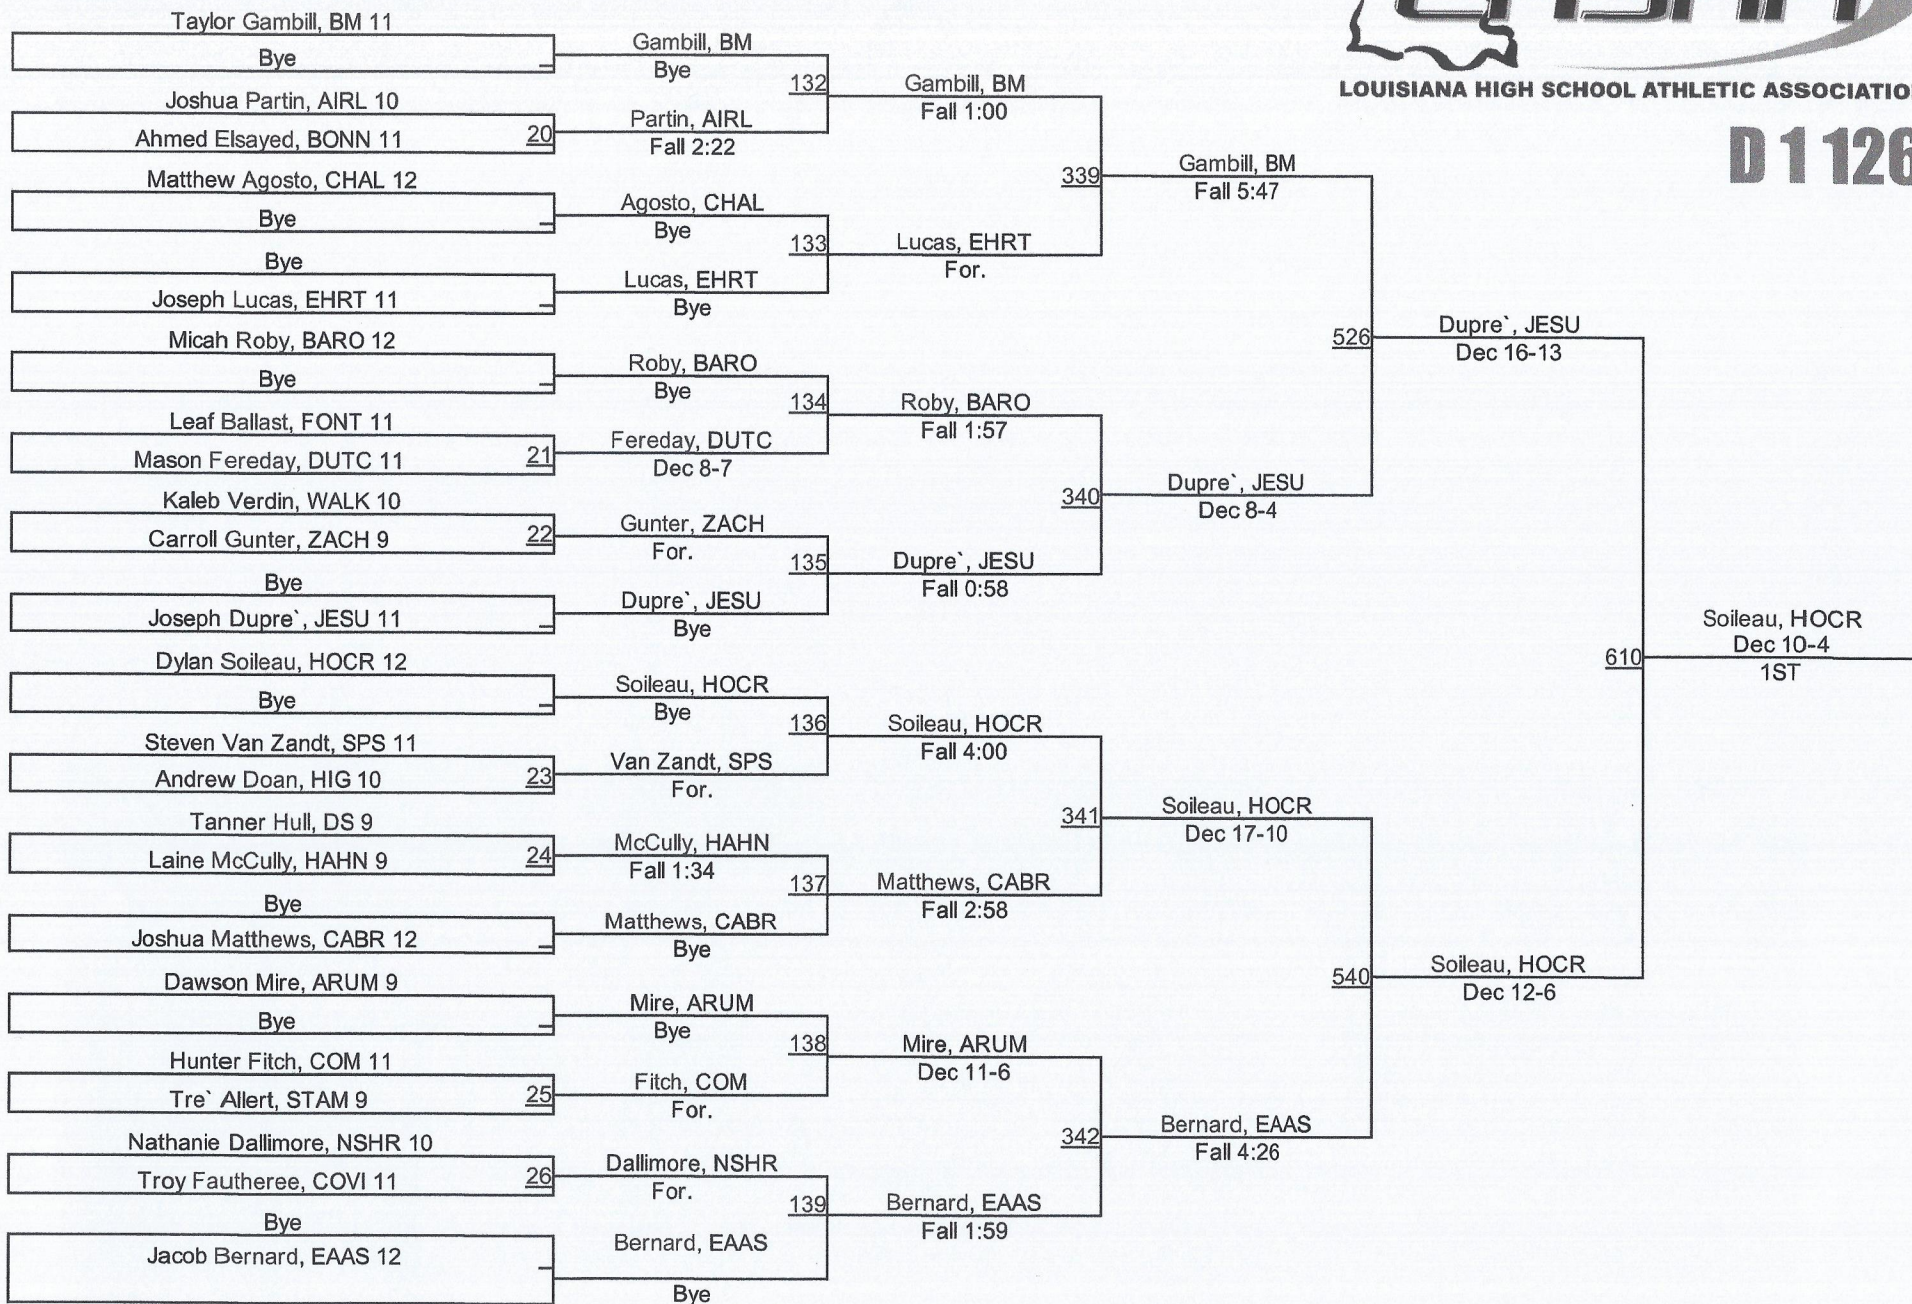 LHSAA
LOUISIANA HIGH SCHOOL ATHLETIC ASSOCIATIO
D 1 126
Taylor Gambill, BM 11
Bye
Joshua Partin, AIRL 10
Ahmed Elsayed, BONN 11
20
Matthew Agosto, CHAL 12
Bye
Bye
Joseph Lucas, EHRT 11
Micah Roby, BARO 12
Bye
Leaf Ballast, FONT 11
Mason Fereday, DUTC 11
21
Kaleb Verdin, WALK 10
Carroll Gunter, ZACH 9
22
Bye
Joseph Dupre`, JESU 11
Dylan Soileau, HOCR 12
Bye
Steven Van Zandt, SPS 11
Andrew Doan, HIG 10
23
Tanner Hull, DS 9
Laine McCully, HAHN 9
24
Bye
Joshua Matthews, CABR 12
Dawson Mire, ARUM 9
Bye
Hunter Fitch, COM 11
Tre` Allert, STAM 9
25
Nathanie Dallimore, NSHR 10
Troy Fautheree, COVI 11
26
Bye
Jacob Bernard, EAAS 12
Gambill, BM
Bye
132
Partin, AIRL
Fall 2:22
Agosto, CHAL
Bye
133
Lucas, EHRT
Bye
Roby, BARO
Bye
134
Fereday, DUTC
Dec 8-7
Gunter, ZACH
For.
135
Dupre`, JESU
Bye
Soileau, HOCR
Bye
136
Van Zandt, SPS
For.
McCully, HAHN
Fall 1:34
137
Matthews, CABR
Bye
Mire, ARUM
Bye
138
Fitch, COM
For.
Dallimore, NSHR
For.
139
Bernard, EAAS
Bye
Gambill, BM
Fall 1:00
339
Lucas, EHRT
For.
Roby, BARO
Fall 1:57
340
Dupre`, JESU
Fall 0:58
Soileau, HOCR
Fall 4:00
341
Matthews, CABR
Fall 2:58
Mire, ARUM
Dec 11-6
342
Bernard, EAAS
Fall 1:59
Gambill, BM
Fall 5:47
526
Dupre`, JESU
Dec 8-4
Soileau, HOCR
Dec 17-10
540
Bernard, EAAS
Fall 4:26
Dupre`, JESU
Dec 16-13
610
Soileau, HOCR
Dec 12-6
Soileau, HOCR
Dec 10-4
1ST